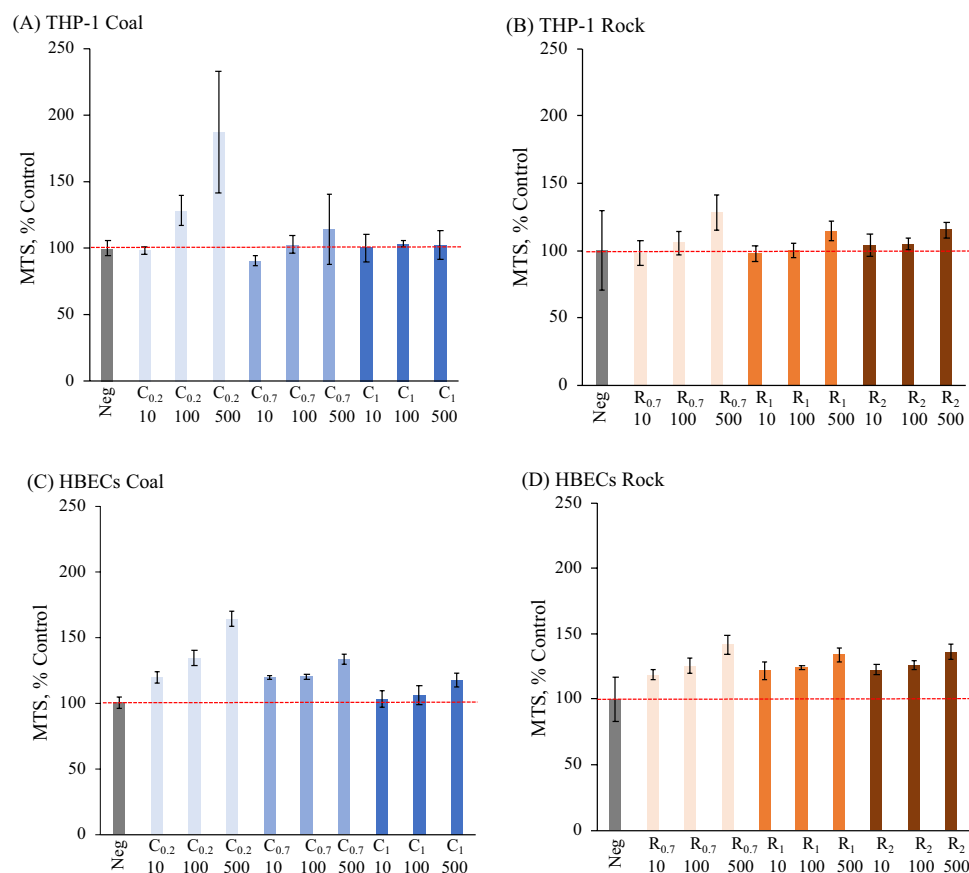 (A) THP-1 Coal
MTS, % Control
250
200
150
100
50
0
Neg
C0.2 C0.2 C0.2 C0.7 C0.7 C0.7 C1 C1 C1
10 100 500 10 100 500 10 100 500
(B) THP-1 Rock
MTS, % Control
250
200
150
100
50
0
Neg
R0.7 R0.7 R0.7 R1 R1 R1 R2 R2 R2
10 100 500 10 100 500 10 100 500
(C) HBECs Coal
MTS, % Control
250
200
150
100
50
0
Neg
C0.2 C0.2 C0.2 C0.7 C0.7 C0.7 C1 C1 C1
10 100 500 10 100 500 10 100 500
(D) HBECs Rock
MTS, % Control
250
200
150
100
50
0
Neg
R0.7 R0.7 R0.7 R1 R1 R1 R2 R2 R2
10 100 500 10 100 500 10 100 500